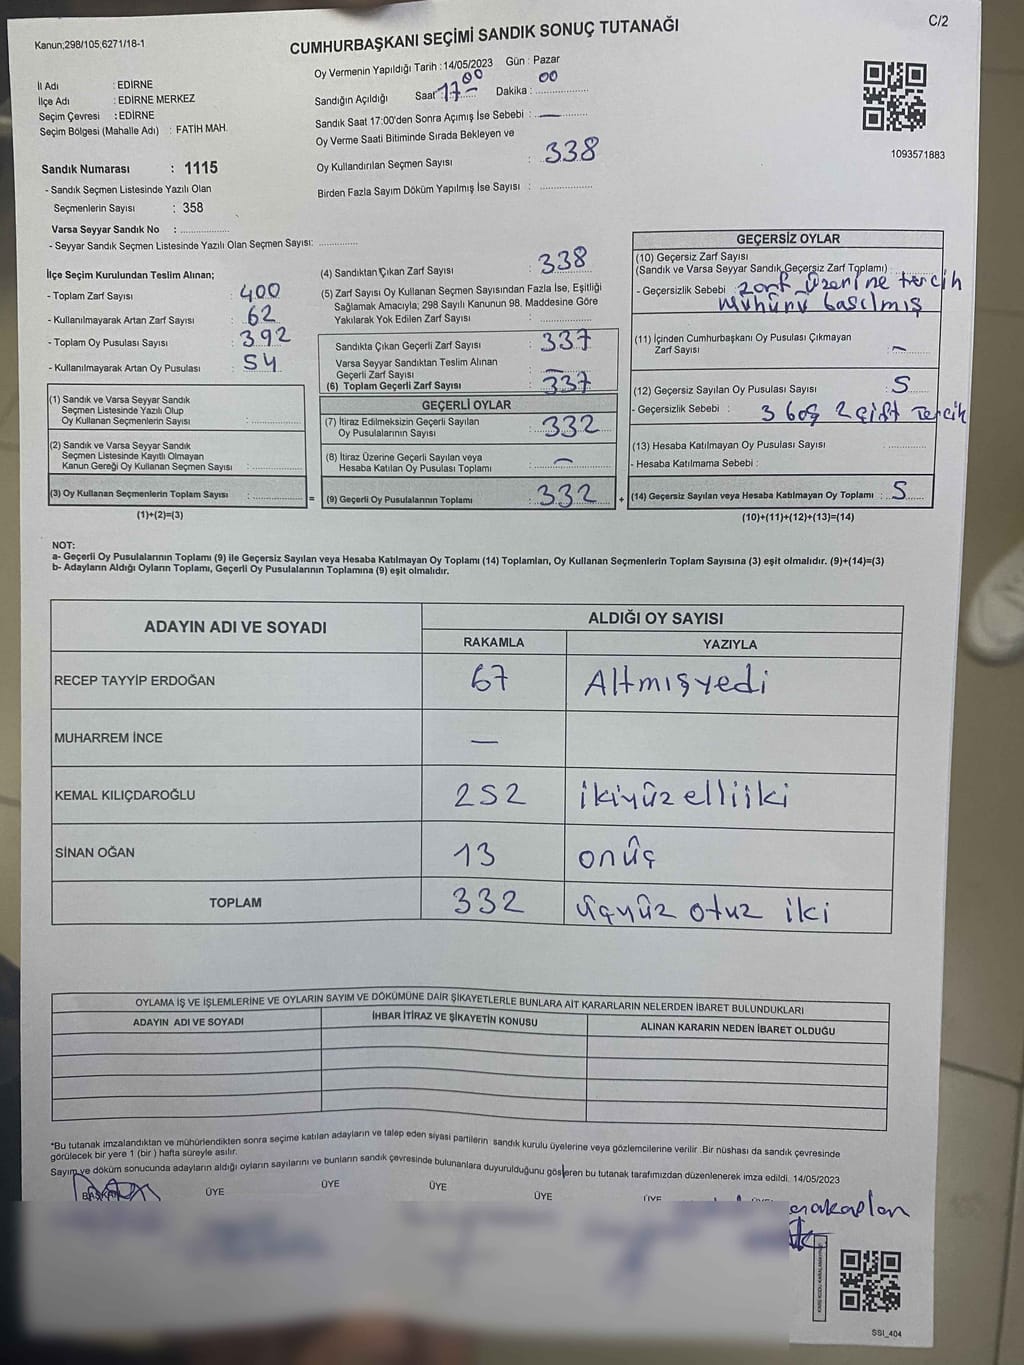 C/2
Kanun;298/105,6271/18-1
CUMHURBAŞKANI SEÇİMİ SANDIK SONUÇ TUTANAĞI
Oy Vermenin Yapıldığı Tarih :14/05/2023 Gün : Pazar
İl Adı : EDİRNE
İlçe Adı : EDİRNE MERKEZ
Seçim Çevresi : EDİRNE
Seçim Bölgesi (Mahalle Adı) : FATİH MAH.
Sandığın Açıldığı Saat 17:00 Dakika : 00
Sandık Saat 17:00'den Sonra Açımış İse Sebebi : —
Oy Verme Saati Bitiminde Sırada Bekleyen ve
Oy Kullandırılan Seçmen Sayısı : 338
Birden Fazla Sayım Döküm Yapılmış İse Sayısı :
1093571883
Sandık Numarası : 1115
- Sandık Seçmen Listesinde Yazılı Olan
Seçmenlerin Sayısı : 358
Varsa Seyyar Sandık No :
- Seyyar Sandık Seçmen Listesinde Yazılı Olan Seçmen Sayısı:
İlçe Seçim Kurulundan Teslim Alınan;
- Toplam Zarf Sayısı : 400
- Kullanılmayarak Artan Zarf Sayısı : 62
- Toplam Oy Pusulası Sayısı : 392
- Kullanılmayarak Artan Oy Pusulası : 54
(1) Sandık ve Varsa Seyyar Sandık
Seçmen Listesinde Yazılı Olup
Oy Kullanan Seçmenlerin Sayısı :
(2) Sandık ve Varsa Seyyar Sandık
Seçmen Listesinde Kayıtlı Olmayan
Kanun Gereği Oy Kullanan Seçmen Sayısı :
(3) Oy Kullanan Seçmenlerin Toplam Sayısı :
(1)+(2)=(3)
(4) Sandıktan Çıkan Zarf Sayısı : 338
(5) Zarf Sayısı Oy Kullanan Seçmen Sayısından Fazla İse, Eşitliği
Sağlamak Amacıyla; 298 Sayılı Kanunun 98. Maddesine Göre
Yakılarak Yok Edilen Zarf Sayısı :
Sandıkta Çıkan Geçerli Zarf Sayısı : 337
Varsa Seyyar Sandıktan Teslim Alınan
Geçerli Zarf Sayısı : —
(6) Toplam Geçerli Zarf Sayısı : 337
GEÇERLİ OYLAR
(7) İtiraz Edilmeksizin Geçerli Sayılan
Oy Pusulalarının Sayısı : 332
(8) İtiraz Üzerine Geçerli Sayılan veya
Hesaba Katılan Oy Pusulası Toplamı : —
= (9) Geçerli Oy Pusulalarının Toplamı : 332 +
GEÇERSİZ OYLAR
(10) Geçersiz Zarf Sayısı
(Sandık ve Varsa Seyyar Sandık Geçersiz Zarf Toplamı) :
- Geçersizlik Sebebi : zarf üzerine tercih
mühürü basılmış
(11) İçinden Cumhurbaşkanı Oy Pusulası Çıkmayan
Zarf Sayısı : —
(12) Geçersiz Sayılan Oy Pusulası Sayısı : 5
- Geçersizlik Sebebi : 3 boş 2 çift Tercih
(13) Hesaba Katılmayan Oy Pusulası Sayısı :
- Hesaba Katılmama Sebebi :
(14) Geçersiz Sayılan veya Hesaba Katılmayan Oy Toplamı : 5
(10)+(11)+(12)+(13)=(14)
NOT:
a- Geçerli Oy Pusulalarının Toplamı (9) ile Geçersiz Sayılan veya Hesaba Katılmayan Oy Toplamı (14) Toplamları, Oy Kullanan Seçmenlerin Toplam Sayısına (3) eşit olmalıdır. (9)+(14)=(3)
b- Adayların Aldığı Oyların Toplamı, Geçerli Oy Pusulalarının Toplamına (9) eşit olmalıdır.
ADAYIN ADI VE SOYADI
ALDIĞI OY SAYISI
RAKAMLA YAZIYLA
RECEP TAYYİP ERDOĞAN 67 Altmışyedi
MUHARREM İNCE —
KEMAL KILIÇDAROĞLU 252 ikiyüzelliiki
SİNAN OĞAN 13 onüç
TOPLAM 332 üçyüz otuz iki
OYLAMA İŞ VE İŞLEMLERİNE VE OYLARIN SAYIM VE DÖKÜMÜNE DAİR ŞİKAYETLERLE BUNLARA AİT KARARLARIN NELERDEN İBARET BULUNDUKLARI
ADAYIN ADI VE SOYADI İHBAR İTİRAZ VE ŞİKAYETİN KONUSU ALINAN KARARIN NEDEN İBARET OLDUĞU
*Bu tutanak imzalandıktan ve mühürlendikten sonra seçime katılan adayların ve talep eden siyasi partilerin sandık kurulu üyelerine veya gözlemcilerine verilir. Bir nüshası da sandık çevresinde
görülecek bir yere 1 (bir) hafta süreyle asılır.
Sayım ve döküm sonucunda adayların aldığı oyların sayılarını ve bunların sandık çevresinde bulunanlara duyurulduğunu gösteren bu tutanak tarafımızdan düzenlenerek imza edildi. 14/05/2023
BAŞKAN ÜYE ÜYE ÜYE ÜYE ÜYE
SSI_404